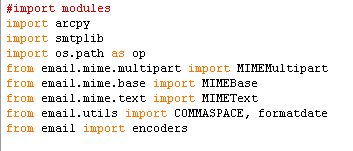 #import modules
import arcpy
import smtplib
import os.path as op
from email.mime.multipart import MIMEMultipart
from email.mime.base import MIMEBase
from email.mime.text import MIMEText
from email.utils import COMMASPACE, formatdate
from email import encoders